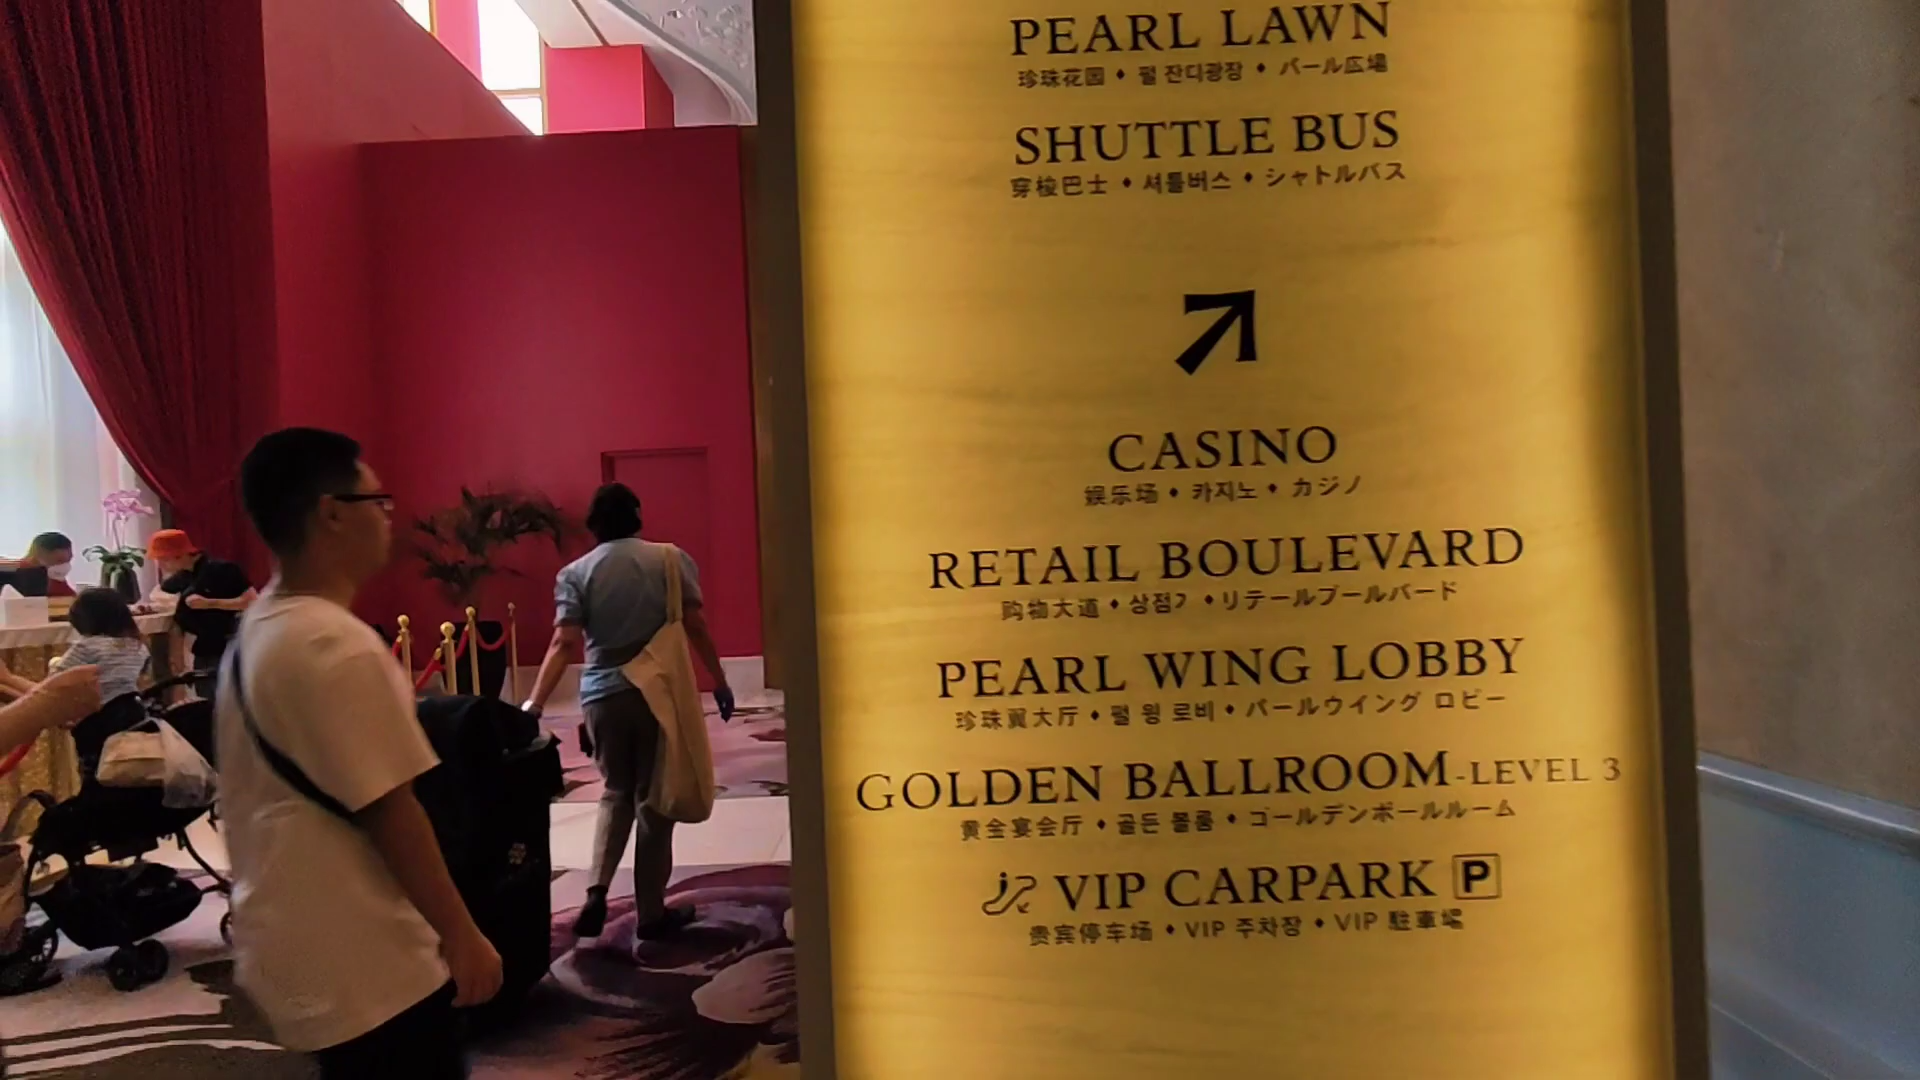 PEARL LAWN
珍珠花园 ♦ 펄 잔디광장 ♦ パール広場
SHUTTLE BUS
穿梭巴士 ♦ 셔틀버스 ♦ シャトルバス
CASINO
娱乐场 ♦ 카지노 ♦ カジノ
RETAIL BOULEVARD
购物大道 ♦ 상점가 ♦ リテールブールバード
PEARL WING LOBBY
珍珠翼大厅 ♦ 펄 윙 로비 ♦ パールウイング ロビー
GOLDEN BALLROOM-LEVEL 3
黄金宴会厅 ♦ 골든 볼룸 ♦ ゴールデンボールルーム
VIP CARPARK P
贵宾停车场 ♦ VIP 주차장 ♦ VIP 駐車場